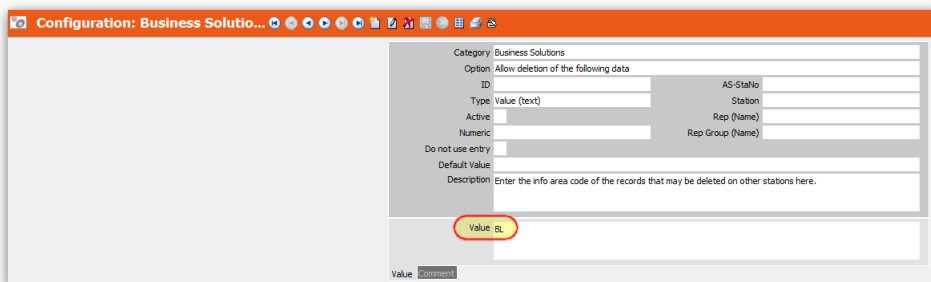 Configuration: Business Solutio...
Category Business Solutions
Option Allow deletion of the following data
ID AS-StaNo
Type Value (text) Station
Active Rep (Name)
Numeric Rep Group (Name)
Do not use entry
Default Value
Description Enter the info area code of the records that may be deleted on other stations here.
Value BL
Value Comment